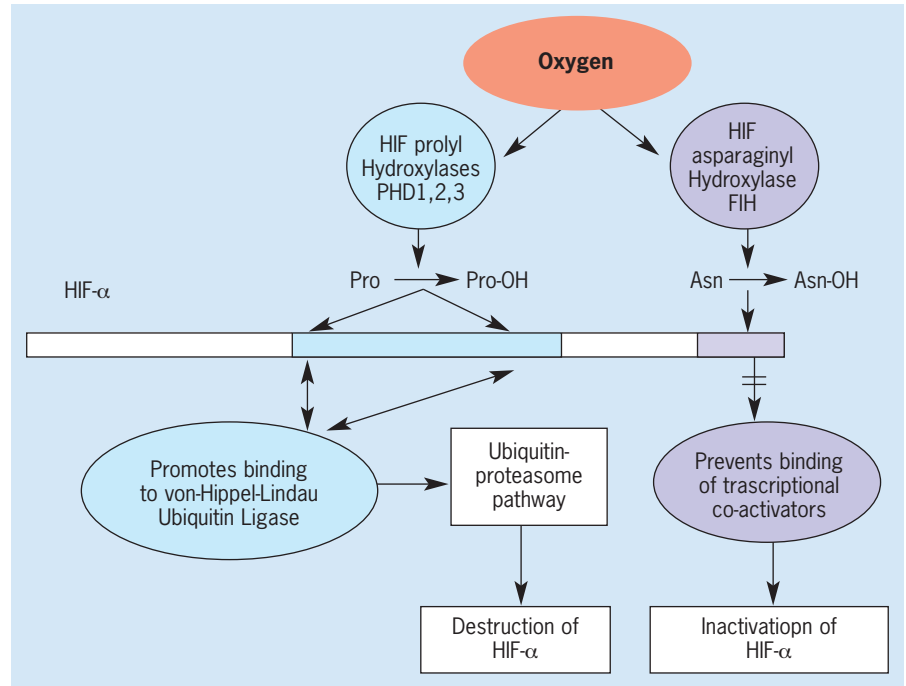 Oxygen
HIF prolyl
Hydroxylases
PHD1,2,3
HIF
asparaginyl
Hydroxylase
FIH
Pro
Pro-OH
Asn
Asn-OH
HIF-α
Promotes binding
to von-Hippel-Lindau
Ubiquitin Ligase
Ubiquitin-
proteasome
pathway
Prevents binding
of trascriptional
co-activators
Destruction of
HIF-α
Inactivatiopn of
HIF-α